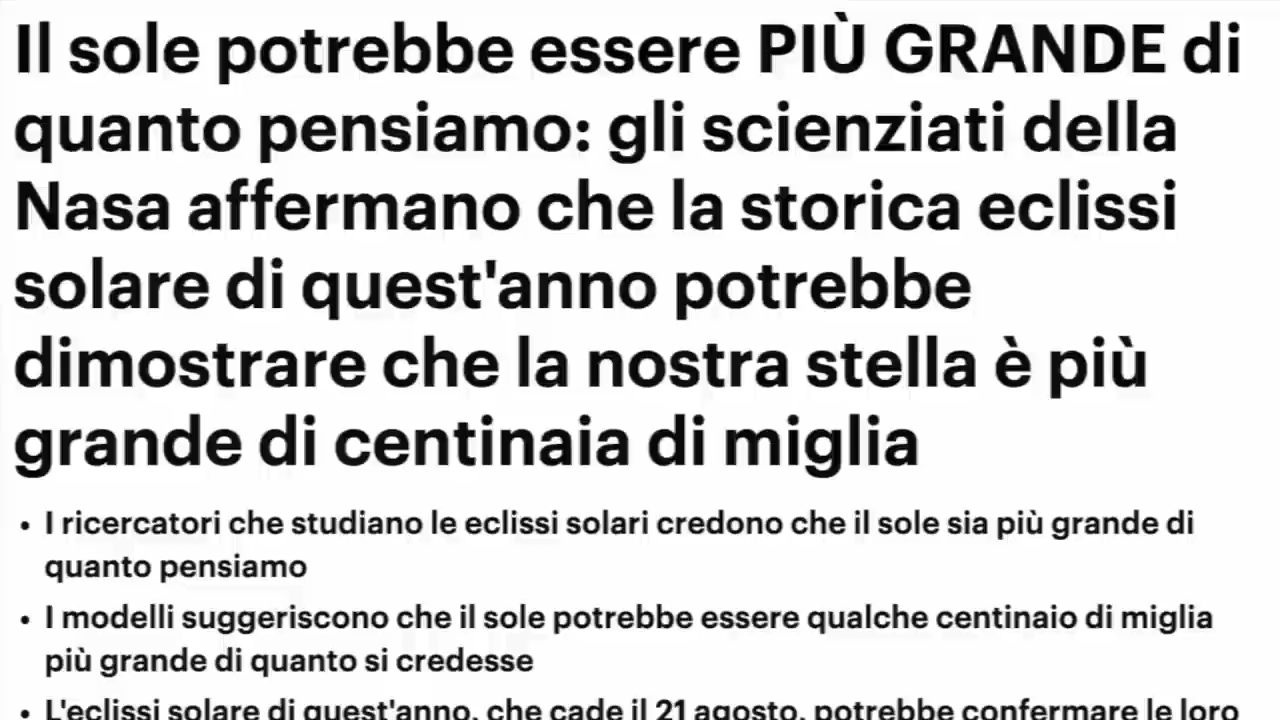 Il sole potrebbe essere PIÙ GRANDE di
quanto pensiamo: gli scienziati della
Nasa affermano che la storica eclissi
solare di quest'anno potrebbe
dimostrare che la nostra stella è più
grande di centinaia di miglia
• I ricercatori che studiano le eclissi solari credono che il sole sia più grande di
quanto pensiamo
• I modelli suggeriscono che il sole potrebbe essere qualche centinaio di miglia
più grande di quanto si credesse
• L'eclissi solare di quest'anno, che cade il 21 agosto, potrebbe confermare le loro